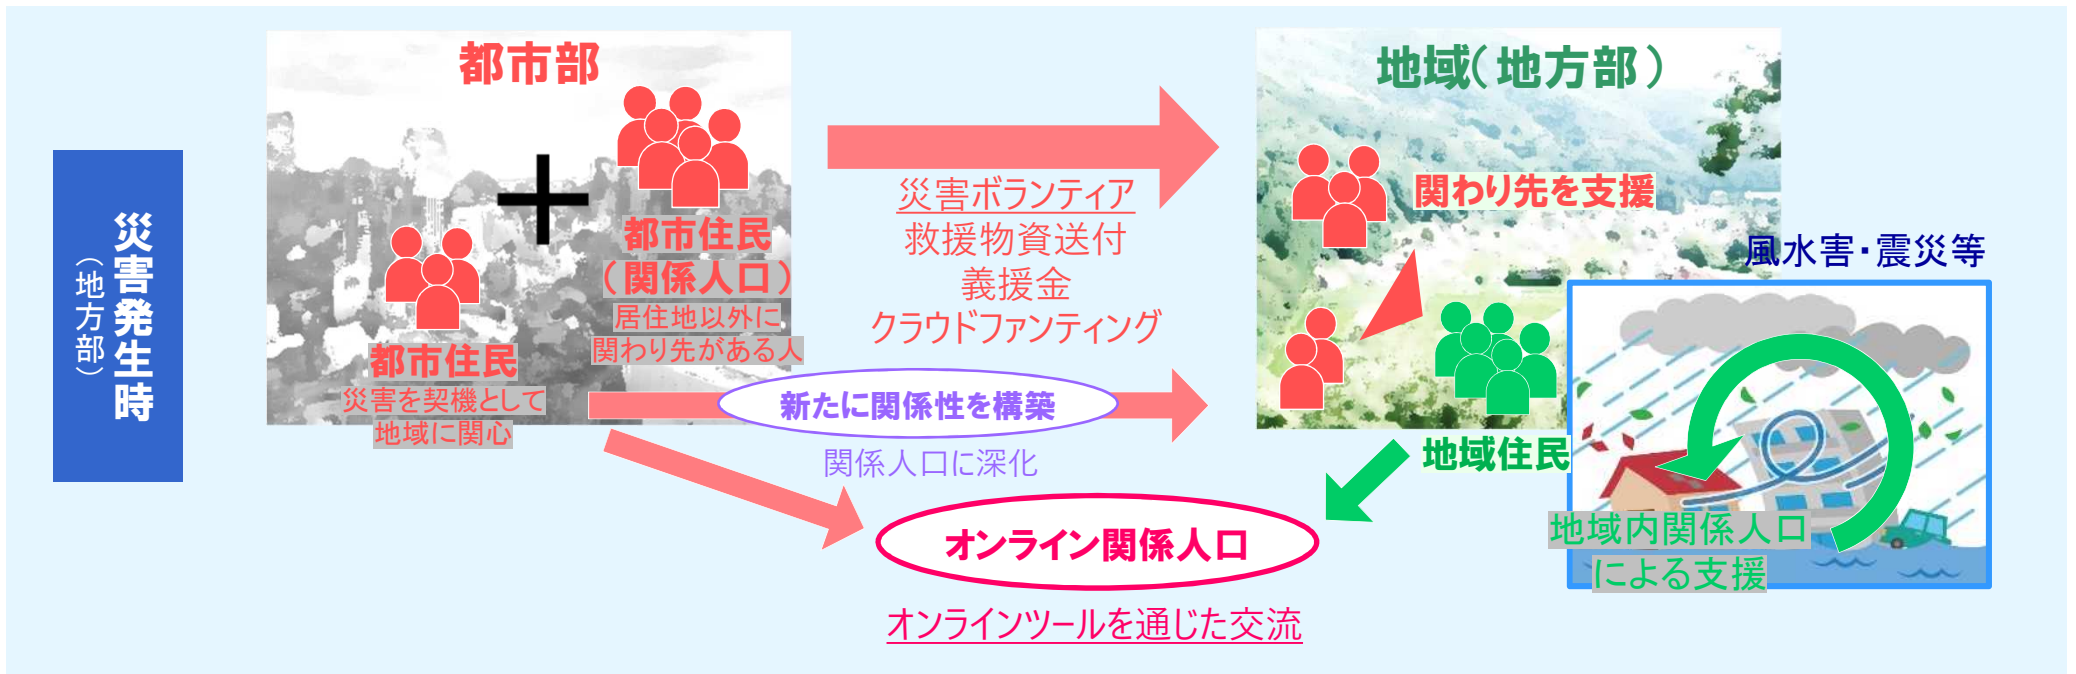 災害発生時
（地方部）
都市部
都市住民
（関係人口）
居住地以外に
関わり先がある人
都市住民
災害を契機として
地域に関心
災害ボランティア
救援物資送付
義援金
クラウドファンティング
新たに関係性を構築
関係人口に深化
オンライン関係人口
オンラインツールを通じた交流
地域（地方部）
関わり先を支援
風水害・震災等
地域住民
地域内関係人口
による支援